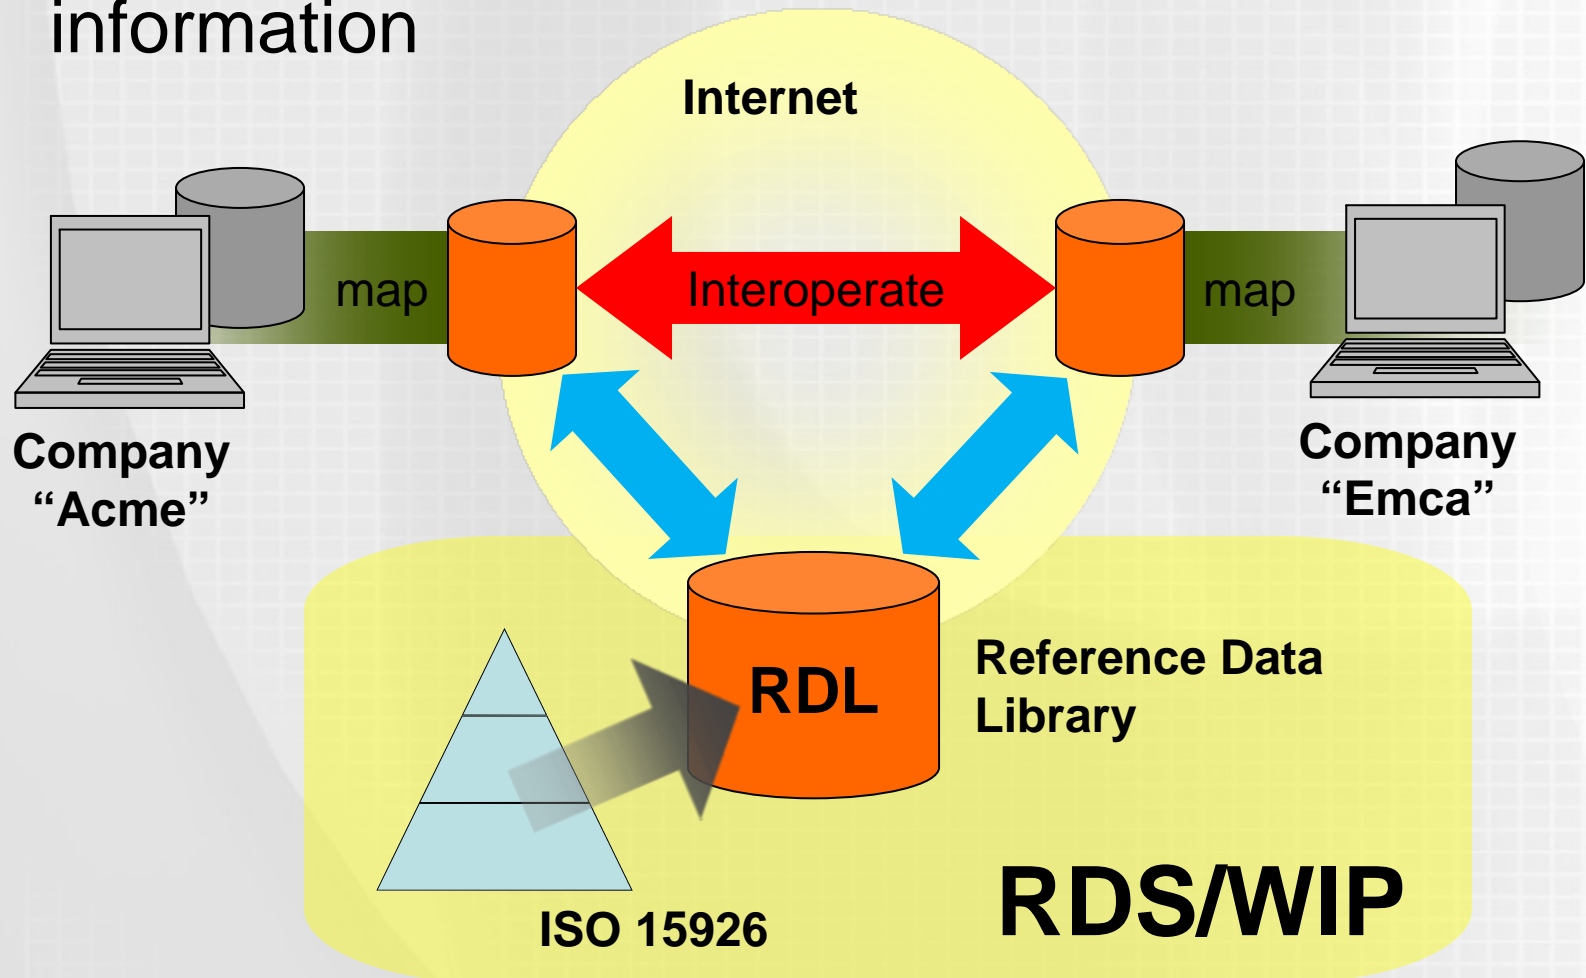 information
Internet
map
Interoperate
map
Company
“Acme”
Company
“Emca”
RDL
Reference Data
Library
ISO 15926
RDS/WIP